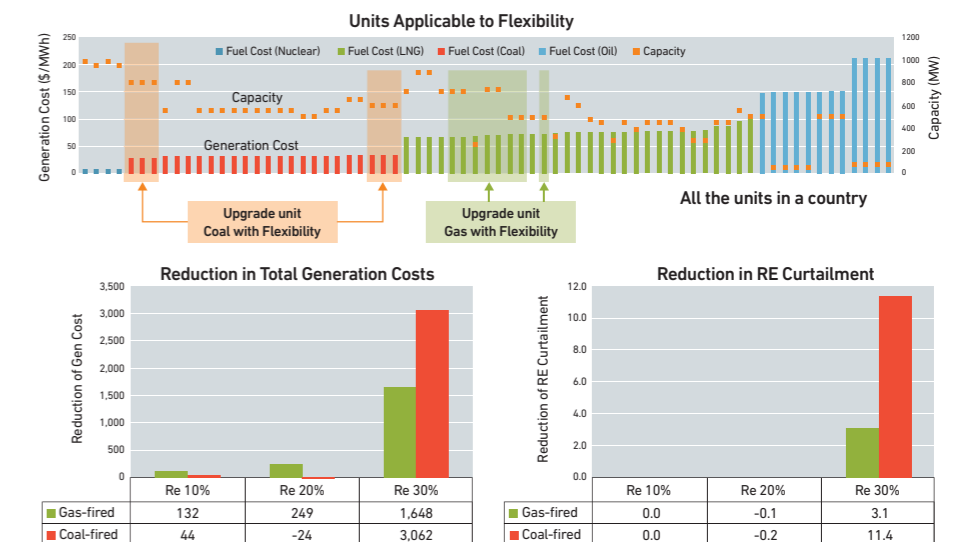 Units Applicable to Flexibility
Generation Cost ($/MWh)
250
200
150
100
50
0
Fuel Cost (Nuclear) Fuel Cost (LNG) Fuel Cost (Coal) Fuel Cost (Oil) Capacity
Capacity
Generation Cost
1200
1000
800
600
400
200
0
Capacity (MW)
Upgrade unit
Coal with Flexibility
Upgrade unit
Gas with Flexibility
All the units in a country
Reduction in Total Generation Costs
Reduction of Gen Cost
3,500
3,000
2,500
2,000
1,500
1,000
500
0
Re 10% Re 20% Re 30%
Gas-fired 132 249 1,648
Coal-fired 44 -24 3,062
Reduction in RE Curtailment
Reduction of RE Curtailment
12.0
10.0
8.0
6.0
4.0
2.0
0.0
Re 10% Re 20% Re 30%
Gas-fired 0.0 -0.1 3.1
Coal-fired 0.0 -0.2 11.4